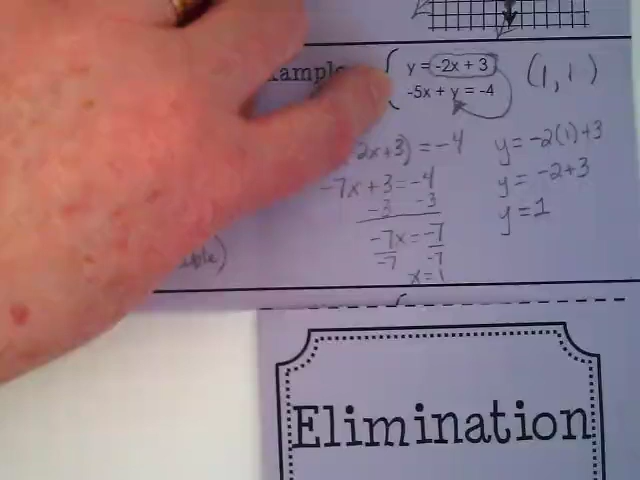 y = -2x + 3
-5x + y = -4
(1,1)
2x+3) = -4
-7x+3=-4
-3 -3
-7x=-7
-7 -7
x=1
y=-2(1)+3
y= -2+3
y=1
Elimination